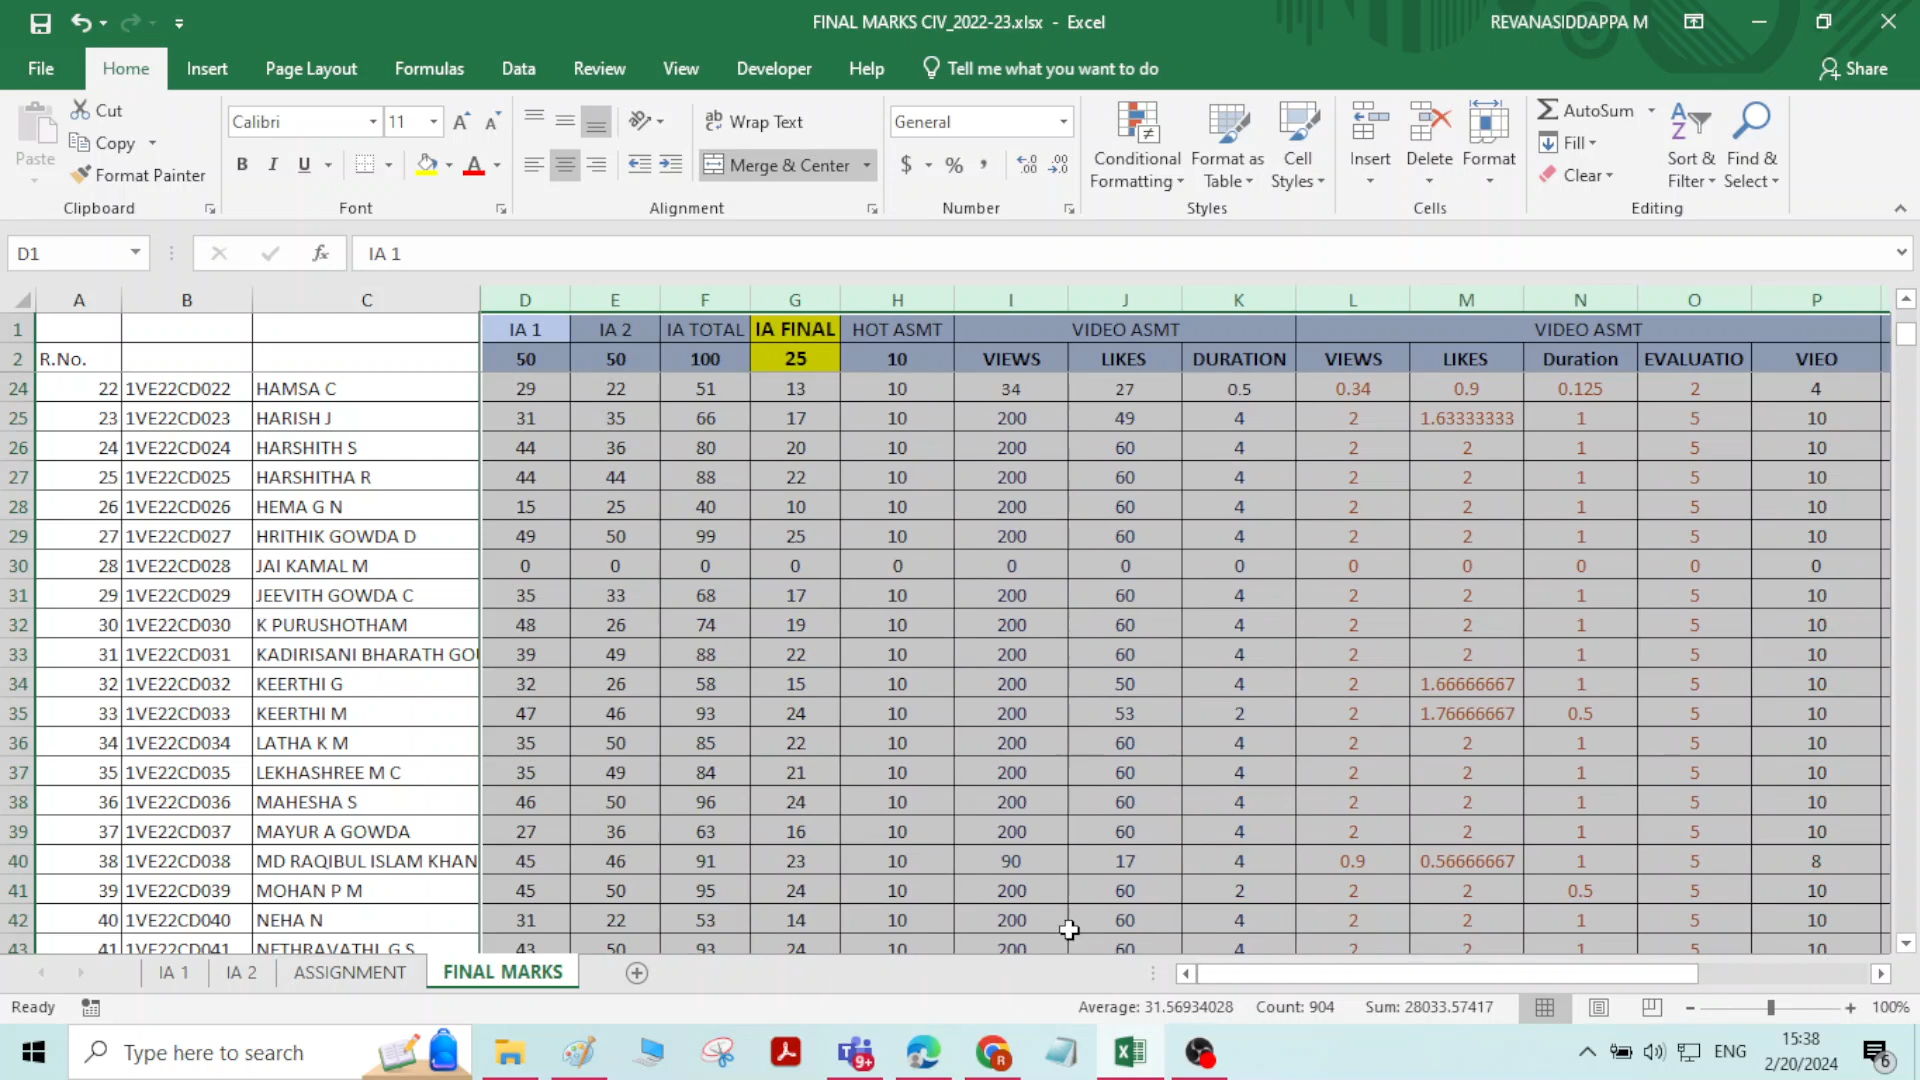 FINAL MARKS CIV_2022-23.xlsx - Excel
REVANASIDDAPPA M
File Home Insert Page Layout Formulas Data Review View Developer Help Tell me what you want to do Share
Paste
Cut
Copy
Format Painter
Clipboard
Calibri 11
B I U
Font
Wrap Text
Merge & Center
Alignment
General
$ %
Number
Conditional Formatting
Format as Table
Cell Styles
Styles
Insert Delete Format
Cells
AutoSum
Fill
Clear
Sort & Filter
Find & Select
Editing
D1 fx IA 1
A B C D E F G H I J K L M N O P
1 IA 1 IA 2 IA TOTAL IA FINAL HOT ASMT VIDEO ASMT VIDEO ASMT
2 R.No. 50 50 100 25 10 VIEWS LIKES DURATION VIEWS LIKES Duration EVALUATIO VIEO
24 22 1VE22CD022 HAMSA C 29 22 51 13 10 34 27 0.5 0.34 0.9 0.125 2 4
25 23 1VE22CD023 HARISH J 31 35 66 17 10 200 49 4 2 1.63333333 1 5 10
26 24 1VE22CD024 HARSHITH S 44 36 80 20 10 200 60 4 2 2 1 5 10
27 25 1VE22CD025 HARSHITHA R 44 44 88 22 10 200 60 4 2 2 1 5 10
28 26 1VE22CD026 HEMA G N 15 25 40 10 10 200 60 4 2 2 1 5 10
29 27 1VE22CD027 HRITHIK GOWDA D 49 50 99 25 10 200 60 4 2 2 1 5 10
30 28 1VE22CD028 JAI KAMAL M 0 0 0 0 0 0 0 0 0 0 0 0 0
31 29 1VE22CD029 JEEVITH GOWDA C 35 33 68 17 10 200 60 4 2 2 1 5 10
32 30 1VE22CD030 K PURUSHOTHAM 48 26 74 19 10 200 60 4 2 2 1 5 10
33 31 1VE22CD031 KADIRISANI BHARATH GO 39 49 88 22 10 200 60 4 2 2 1 5 10
34 32 1VE22CD032 KEERTHI G 32 26 58 15 10 200 50 4 2 1.66666667 1 5 10
35 33 1VE22CD033 KEERTHI M 47 46 93 24 10 200 53 2 2 1.76666667 0.5 5 10
36 34 1VE22CD034 LATHA K M 35 50 85 22 10 200 60 4 2 2 1 5 10
37 35 1VE22CD035 LEKHASHREE M C 35 49 84 21 10 200 60 4 2 2 1 5 10
38 36 1VE22CD036 MAHESHA S 46 50 96 24 10 200 60 4 2 2 1 5 10
39 37 1VE22CD037 MAYUR A GOWDA 27 36 63 16 10 200 60 4 2 2 1 5 10
40 38 1VE22CD038 MD RAQIBUL ISLAM KHAN 45 46 91 23 10 90 17 4 0.9 0.56666667 1 5 8
41 39 1VE22CD039 MOHAN P M 45 50 95 24 10 200 60 2 2 2 0.5 5 10
42 40 1VE22CD040 NEHA N 31 22 53 14 10 200 60 4 2 2 1 5 10
43 41 1VE22CD041 NETHRAVATHI G S 43 50 93 24 10 200 60 4 2 2 1 5 10
IA 1 IA 2 ASSIGNMENT FINAL MARKS
Ready Average: 31.56934028 Count: 904 Sum: 28033.57417 100%
Type here to search
9+
R
ENG
15:38
2/20/2024
6